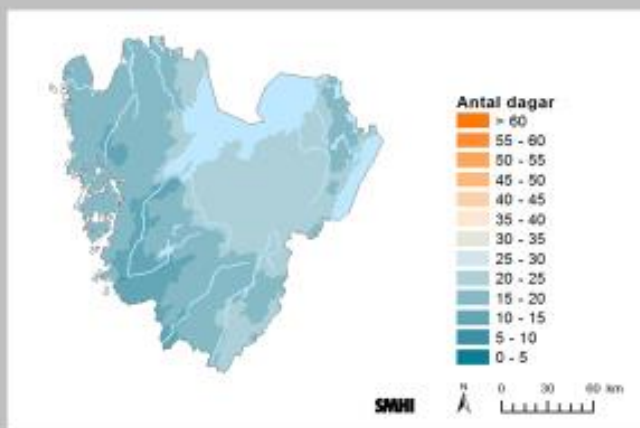 Antal dagar
> 60
55 - 60
50 - 55
45 - 50
40 - 45
35 - 40
30 - 35
25 - 30
20 - 25
15 - 20
10 - 15
5 - 10
0 - 5
SMHI
N
0 30 60 km